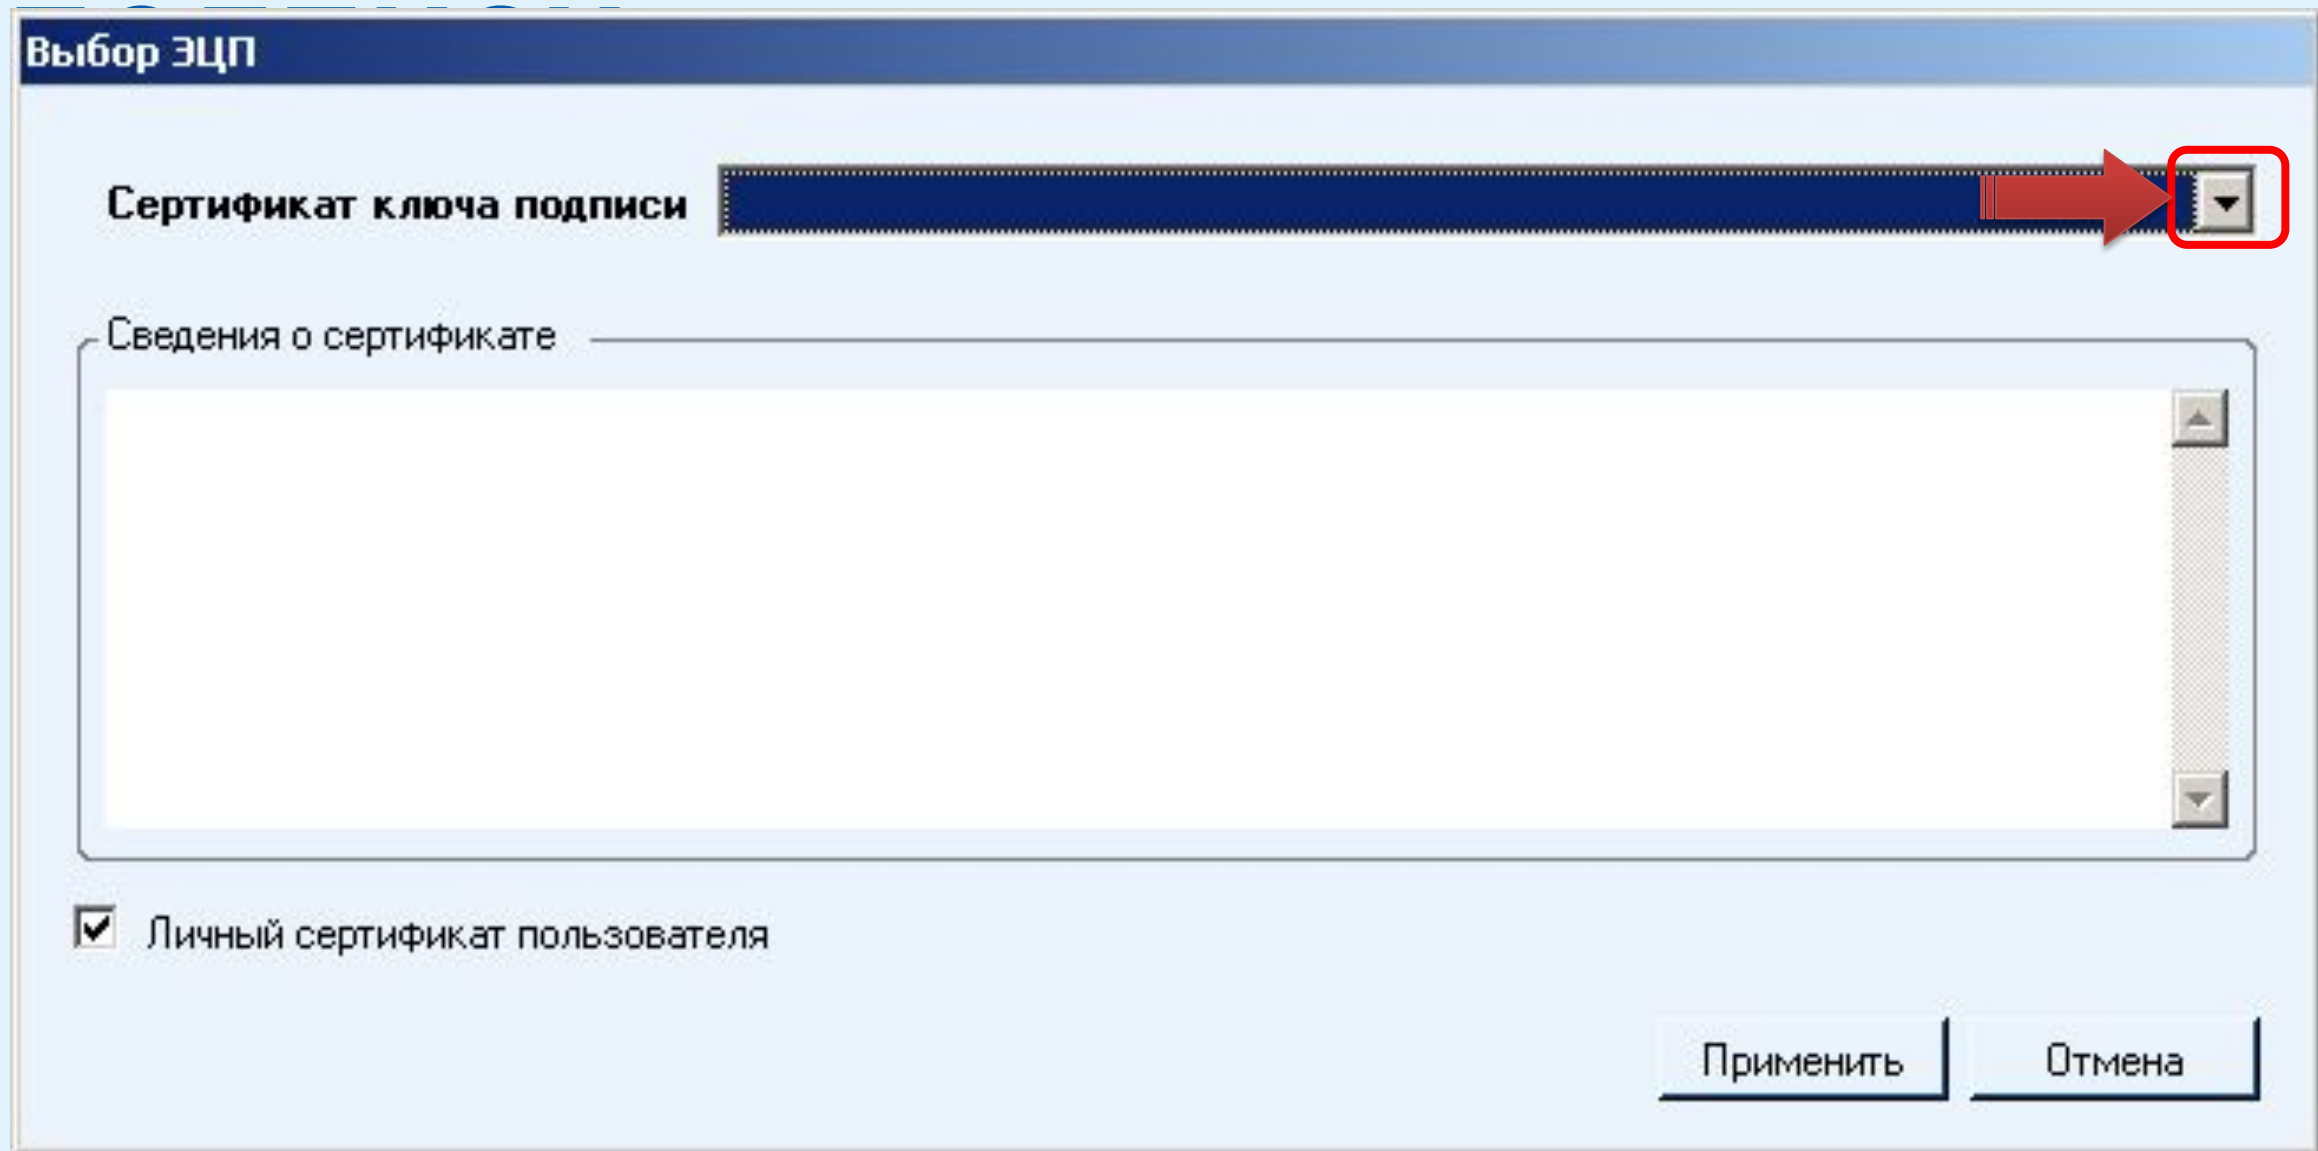 Выбор ЭЦП
Сертификат ключа подписи
Сведения о сертификате
Личный сертификат пользователя
Применить
Отмена